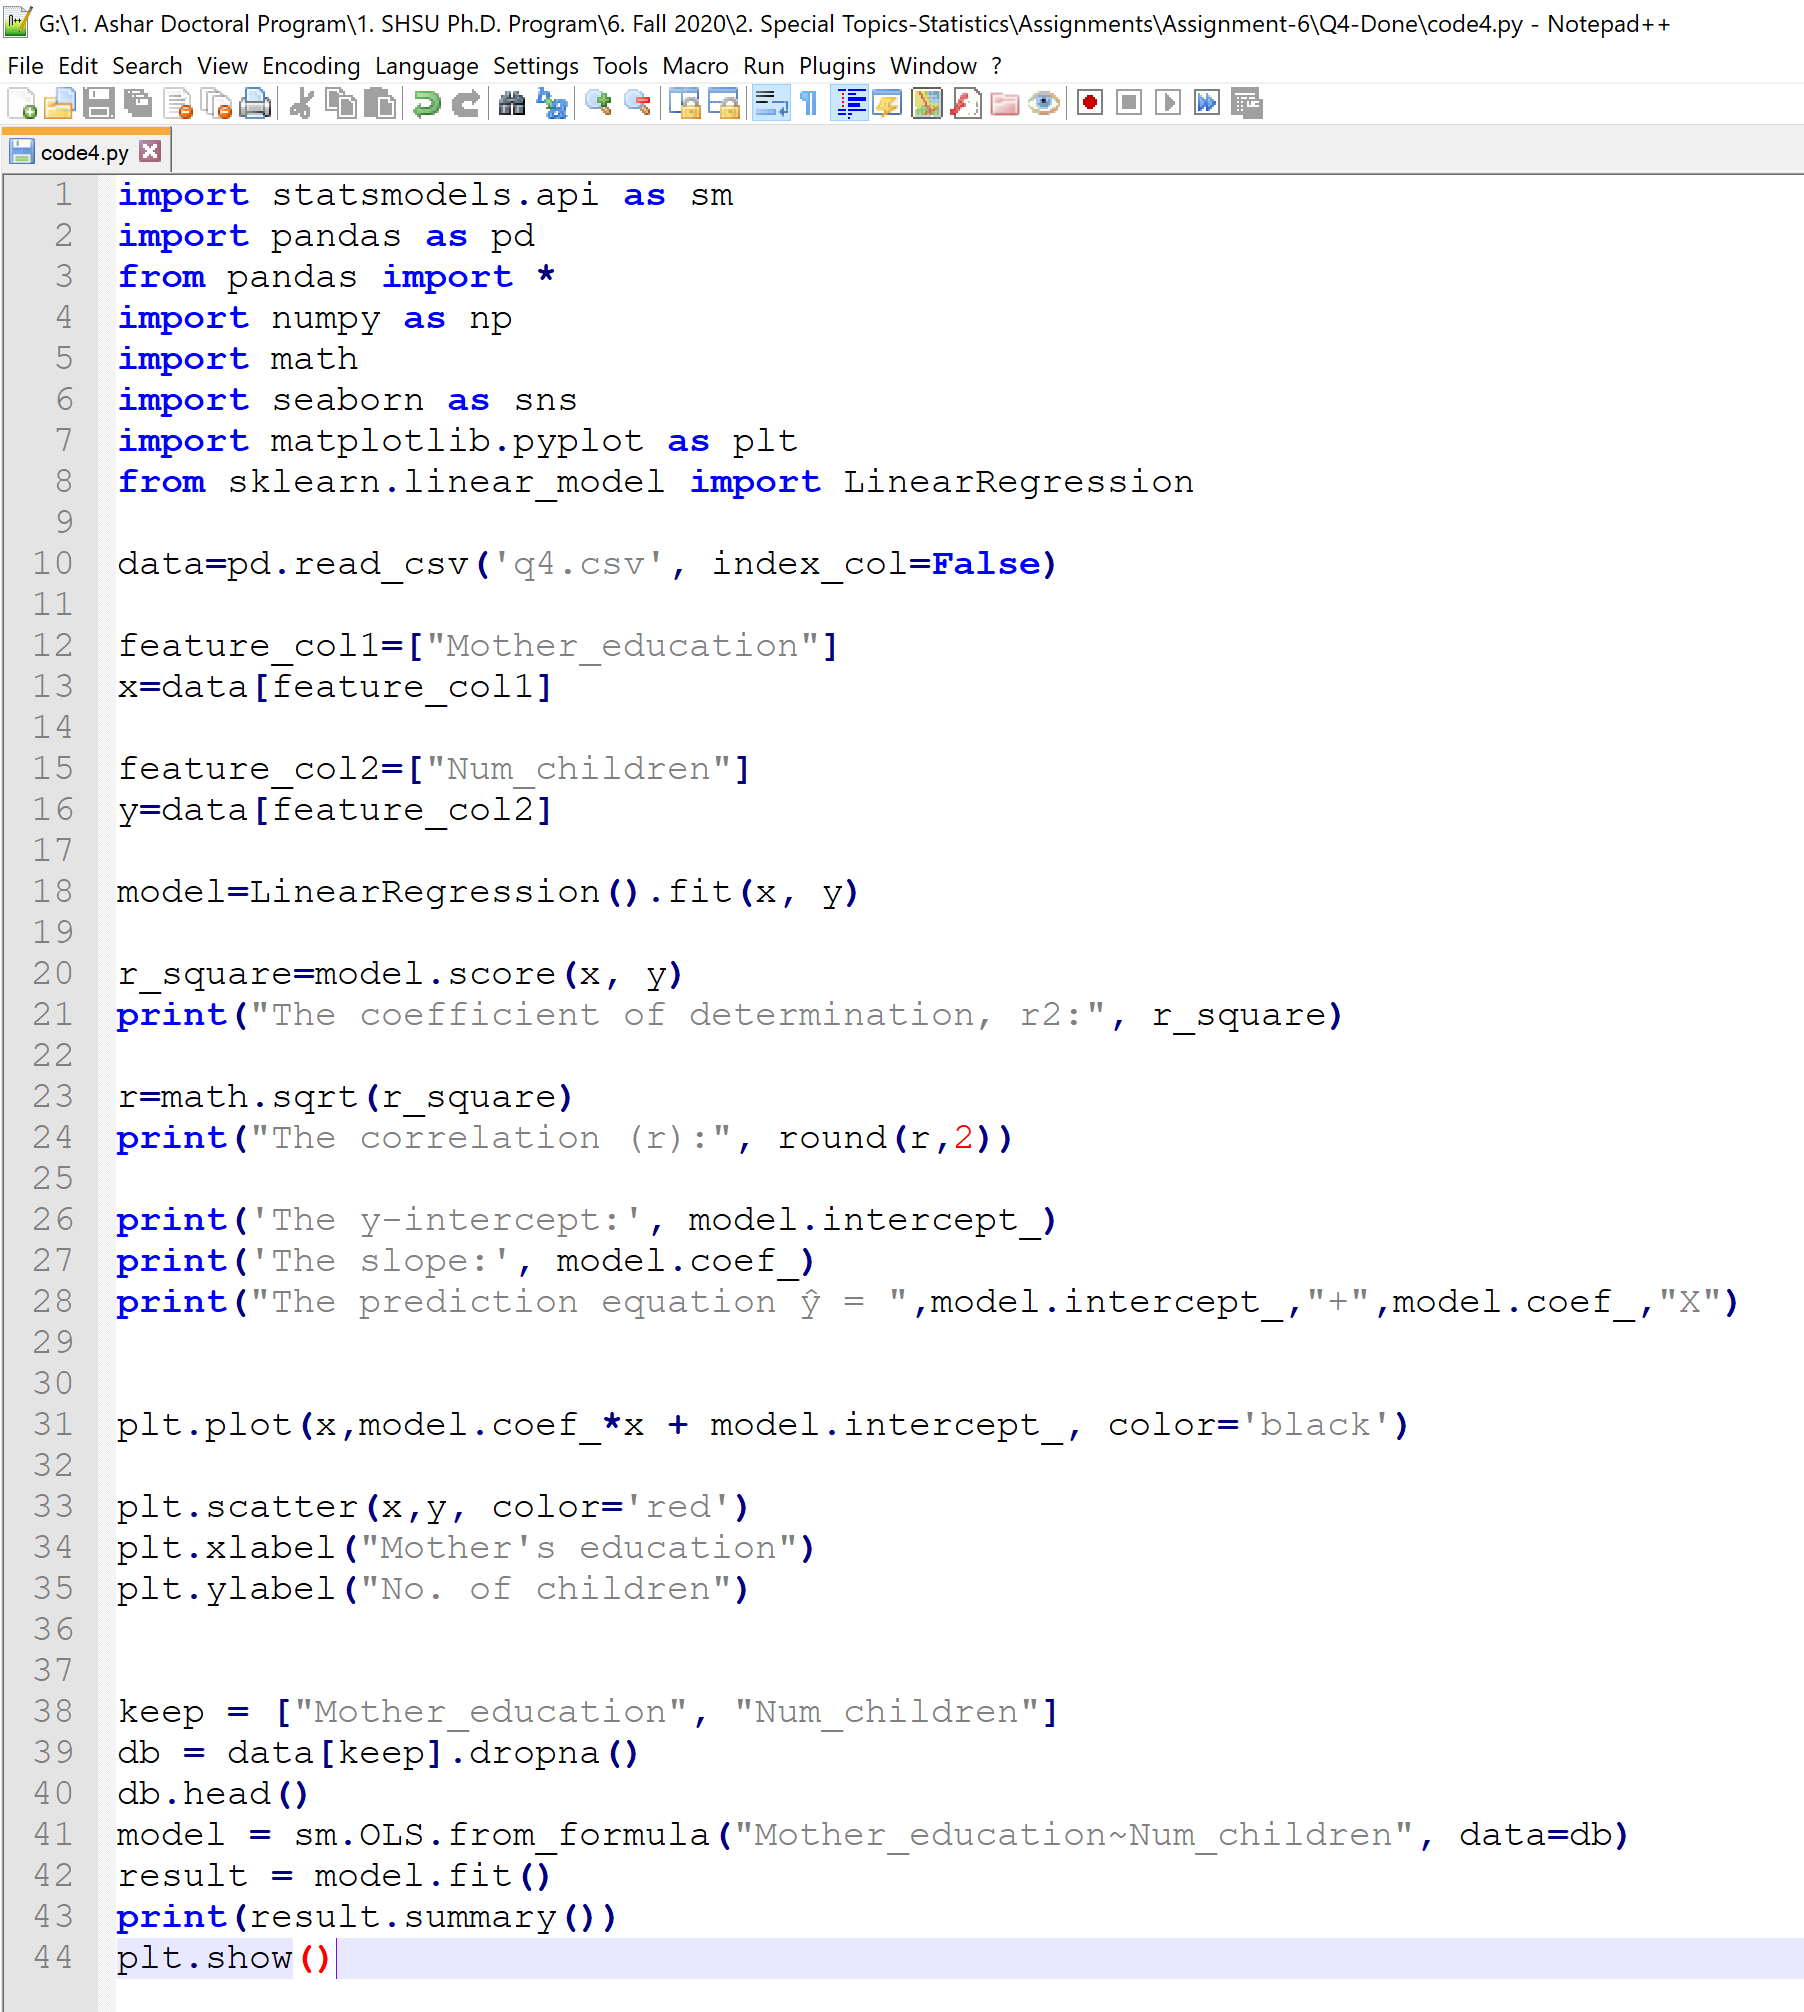 G:\1. Ashar Doctoral Program\1. SHSU Ph.D. Program\6. Fall 2020\2. Special Topics-Statistics\Assignments\Assignment-6\Q4-Done\code4.py - Notepad++
File Edit Search View Encoding Language Settings Tools Macro Run Plugins Window ?
code4.py
1 import statsmodels.api as sm
2 import pandas as pd
3 from pandas import *
4 import numpy as np
5 import math
6 import seaborn as sns
7 import matplotlib.pyplot as plt
8 from sklearn.linear_model import LinearRegression
9
10 data=pd.read_csv('q4.csv', index_col=False)
11
12 feature_col1=["Mother_education"]
13 x=data[feature_col1]
14
15 feature_col2=["Num_children"]
16 y=data[feature_col2]
17
18 model=LinearRegression().fit(x, y)
19
20 r_square=model.score(x, y)
21 print("The coefficient of determination, r2:", r_square)
22
23 r=math.sqrt(r_square)
24 print("The correlation (r):", round(r,2))
25
26 print('The y-intercept:', model.intercept_)
27 print('The slope:', model.coef_)
28 print("The prediction equation ŷ = ",model.intercept_,"+",model.coef_,"X")
29
30
31 plt.plot(x,model.coef_*x + model.intercept_, color='black')
32
33 plt.scatter(x,y, color='red')
34 plt.xlabel("Mother's education")
35 plt.ylabel("No. of children")
36
37
38 keep = ["Mother_education", "Num_children"]
39 db = data[keep].dropna()
40 db.head()
41 model = sm.OLS.from_formula("Mother_education~Num_children", data=db)
42 result = model.fit()
43 print(result.summary())
44 plt.show()